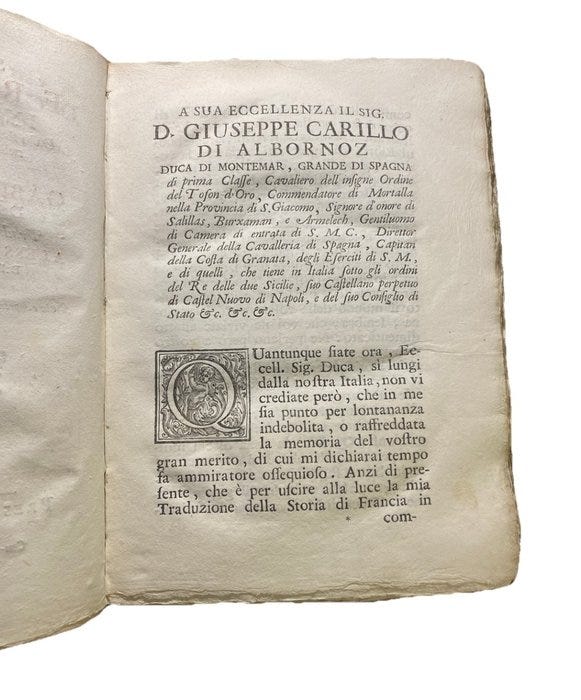 A SUA ECCELLENZA IL SIG.
D. GIUSEPPE CARILLO
DI ALBORNOZ
DUCA DI MONTEMAR, GRANDE DI SPAGNA
di prima Classe, Cavaliero dell'insigne Ordine
del Toson d'Oro, Commendatore di Mortalla
nella Provincia di S. Giacomo, Signore d'onore di
Salillas, Burxaman, e Armelech, Gentiluomo
di Camera di entrata di S. M. C., Direttor
Generale della Cavalleria di Spagna, Capitan
della Costa di Granata, degli Eserciti di S. M.,
e di quelli, che tiene in Italia sotto gli ordini
del Re delle due Sicilie, suo Castellano perpetuo
di Castel Nuovo di Napoli, e del suo Consiglio di
Stato &c. &c. &c.
QUantunque siate ora, Ec-
cell. Sig. Duca, sì lungi
dalla nostra Italia, non vi
crediate però, che in me
sia punto per lontananza
indebolita, o raffreddata
la memoria del vostro
gran merito, di cui mi dichiarai tempo
fa ammiratore ossequioso. Anzi di pre-
sente, che è per uscire alla luce la mia
Traduzione della Storia di Francia in
* com-